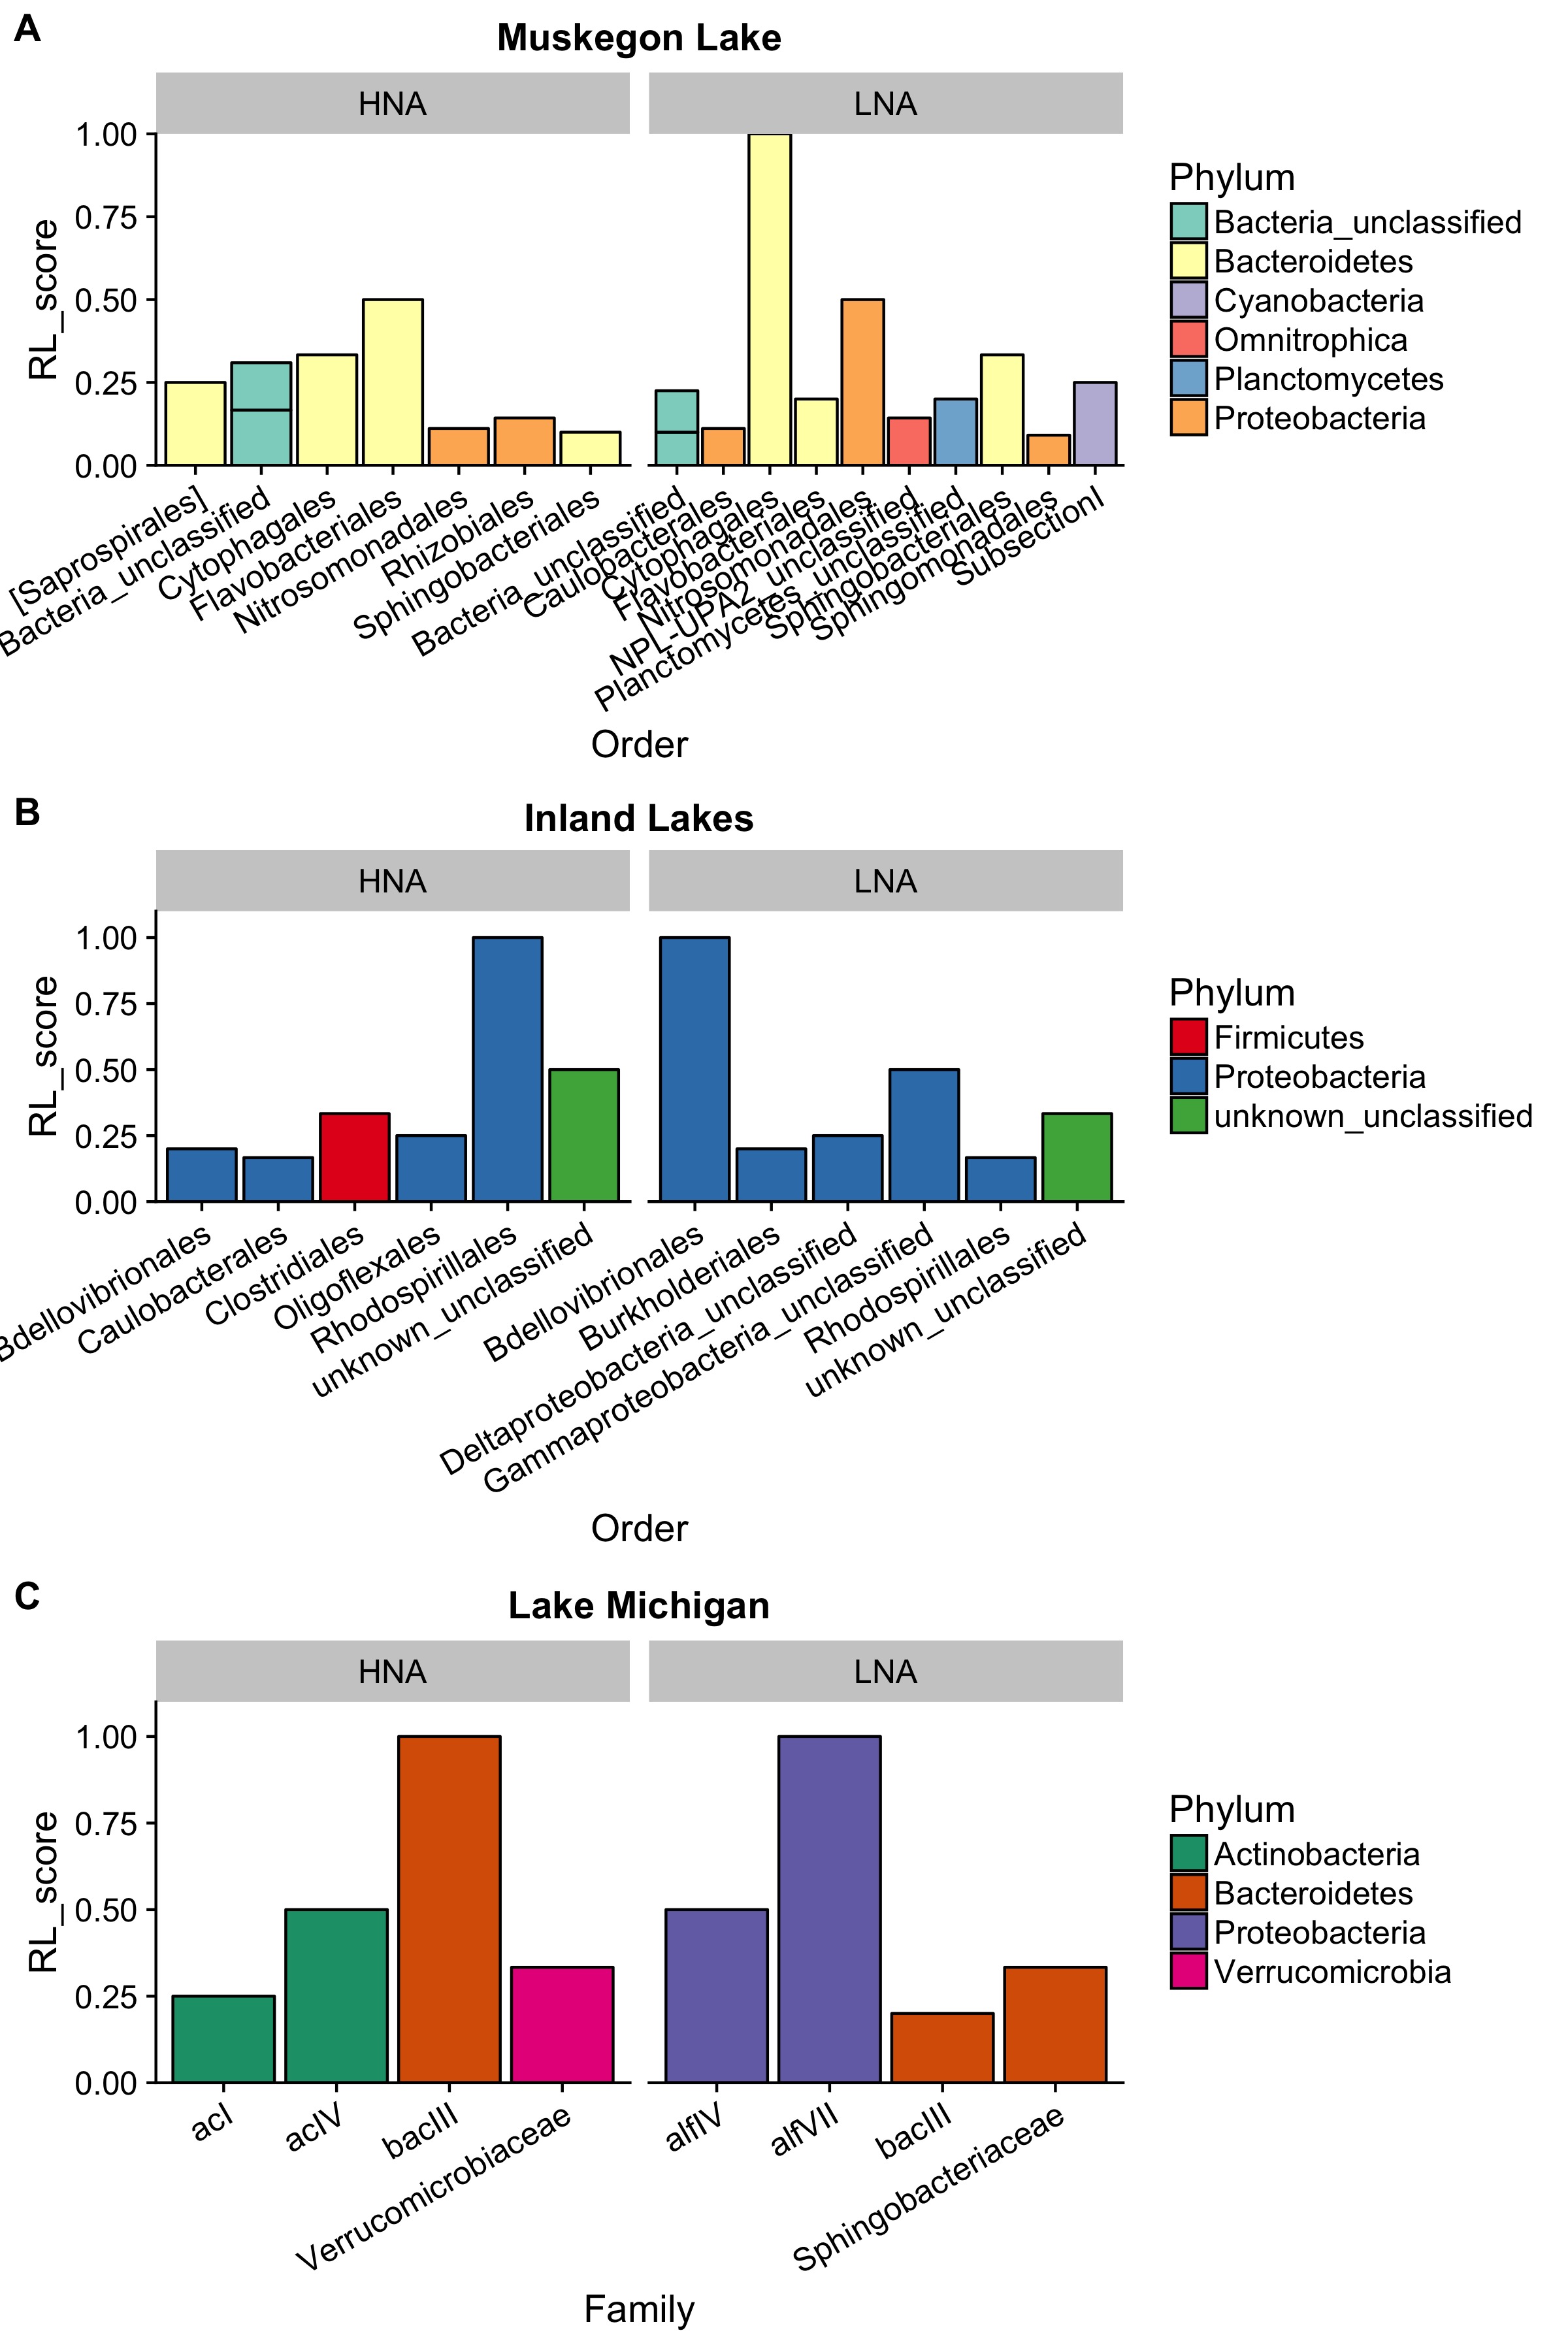 A
Muskegon Lake
HNA
LNA
RL_score
1.00
0.75
0.50
0.25
0.00
[Saprospirales]
Bacteria_unclassified
Cytophagales
Flavobacteriales
Nitrosomonadales
Rhizobiales
Sphingobacteriales
Bacteria_unclassified
Caulobacterales
Cytophagales
Flavobacteriales
Nitrosomonadales
NPL-UPA2_unclassified
Planctomycetes_unclassified
Sphingobacteriales
Sphingomonadales
SubsectionI
Order
Phylum
Bacteria_unclassified
Bacteroidetes
Cyanobacteria
Omnitrophica
Planctomycetes
Proteobacteria
B
Inland Lakes
HNA
LNA
RL_score
1.00
0.75
0.50
0.25
0.00
Bdellovibrionales
Caulobacterales
Clostridiales
Oligoflexales
Rhodospirillales
unknown_unclassified
Bdellovibrionales
Burkholderiales
Deltaproteobacteria_unclassified
Gammaproteobacteria_unclassified
Rhodospirillales
unknown_unclassified
Order
Phylum
Firmicutes
Proteobacteria
unknown_unclassified
C
Lake Michigan
HNA
LNA
RL_score
1.00
0.75
0.50
0.25
0.00
acI
acIV
bacIII
Verrucomicrobiaceae
alfIV
alfVII
bacIII
Sphingobacteriaceae
Family
Phylum
Actinobacteria
Bacteroidetes
Proteobacteria
Verrucomicrobia